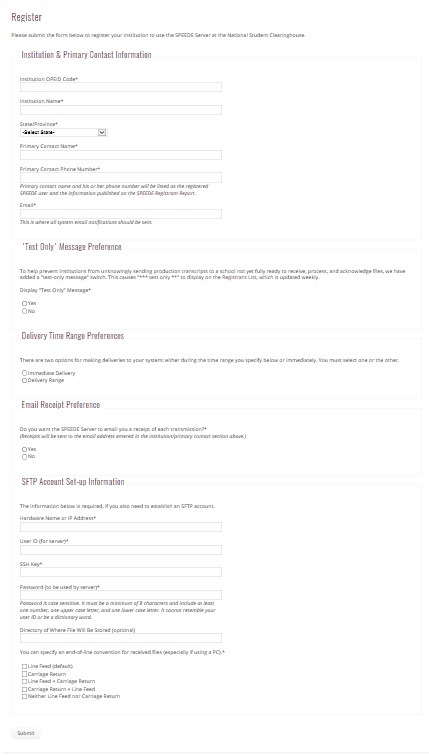 Register
Please submit the form below to register your institution to use the SPEEDE Server at the National Student Clearinghouse.
Institution & Primary Contact Information
Institution OPEID Code*
Institution Name*
State/Province*
-Select State-
Primary Contact Name*
Primary Contact Phone Number*
Primary contact name and his or her phone number will be listed as the registered
SPEEDE user and the information published on the SPEEDE Registrant Report.
Email*
This is where all system email notifications should be sent.
'Test Only' Message Preference
To help prevent institutions from unknowingly sending production transcripts to a school not yet fully ready to receive, process, and acknowledge files, we have
added a "test-only message" switch. This causes "*** test only **" to display on the Registrant List, which is updated weekly.
Display "Test Only" Message*
Yes
No
Delivery Time Range Preferences
There are two options for making deliveries to your system: either during the time range you specify below or immediately. You must select one or the other.
Immediate Delivery
Delivery Range
Email Receipt Preference
Do you want the SPEEDE Server to email you a receipt of each transmission?*
(Receipts will be sent to the email address entered in the institution/primary contact section above.)
Yes
No
SFTP Account Set-up Information
The information below is required, if you also need to establish an SFTP account.
Hardware Name or IP Address*
User ID (for server)*
SSH Key*
Password (to be used by server)*
Password is case sensitive. It must be a minimum of 8 characters and include at least
one number, one upper case letter, and one lower case letter. It cannot resemble your
user ID or be a dictionary word.
Directory of Where File Will Be Stored (optional)
You can specify an end-of-line convention for received files (especially if using a PC).*
Line Feed (default)
Carriage Return
Line Feed + Carriage Return
Carriage Return + Line Feed
Neither Line Feed nor Carriage Return
Submit